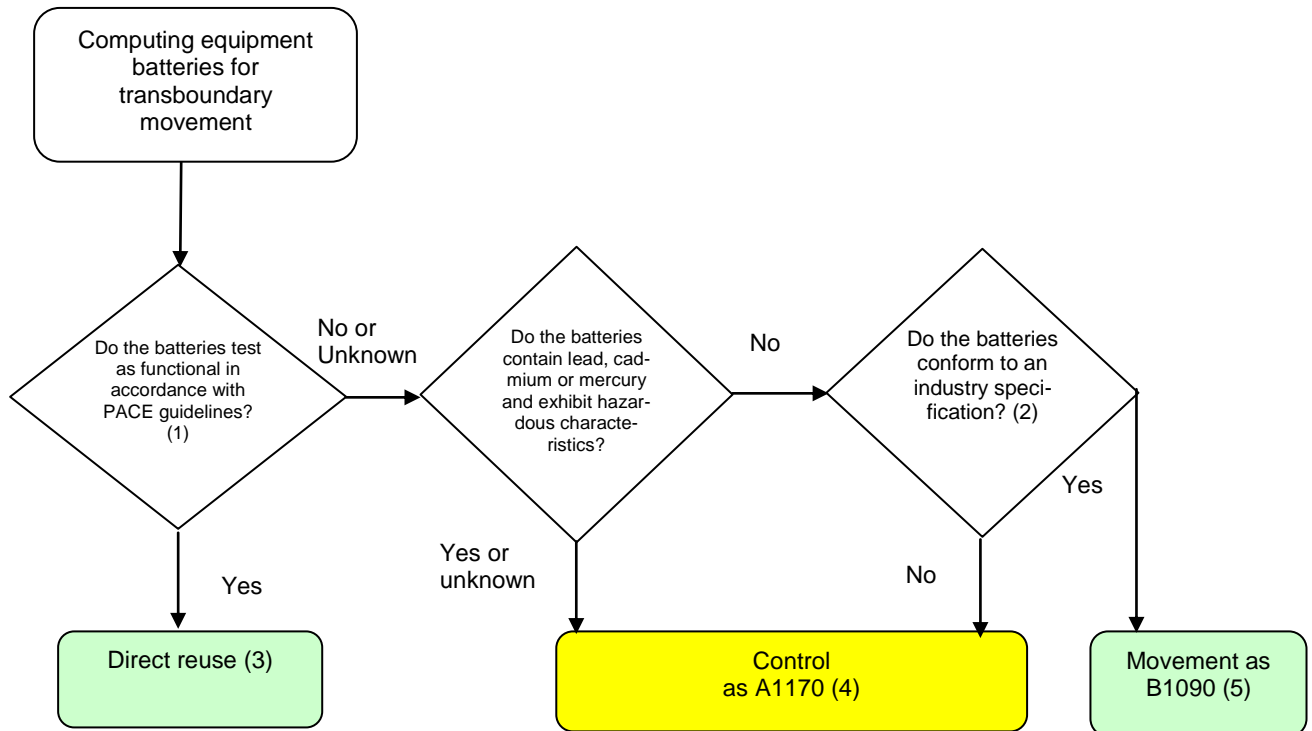 Computing equipment
batteries for
transboundary
movement
Do the batteries test
as functional in
accordance with
PACE guidelines?
(1)
No or
Unknown
Do the batteries
contain lead, cad-
mium or mercury
and exhibit hazar-
dous characte-
ristics?
No
Do the batteries
conform to an
industry speci-
fication? (2)
Yes
Yes or
unknown
No
Yes
Direct reuse (3)
Control
as A1170 (4)
Movement as
B1090 (5)